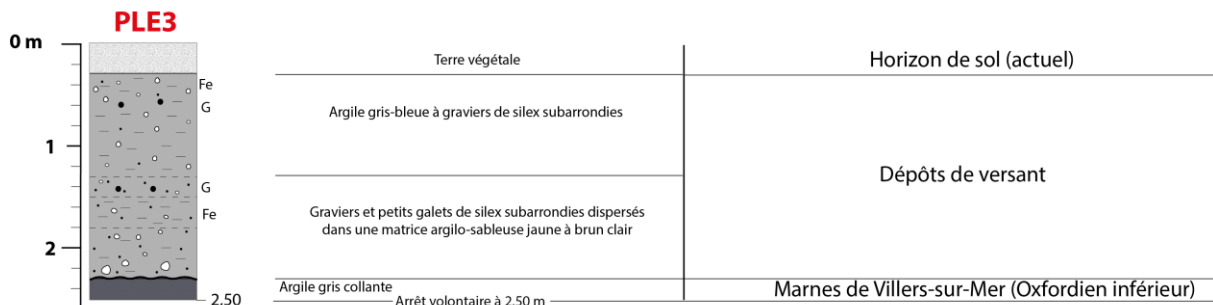 PLE3
0 m
Terre végétale
Horizon de sol (actuel)
Fe
G
Argile gris-bleue à graviers de silex subarrondies
1
Dépôts de versant
G
Fe
Graviers et petits galets de silex subarrondies dispersés
dans une matrice argilo-sableuse jaune à brun clair
2
Argile gris collante
Marnes de Villers-sur-Mer (Oxfordien inférieur)
2.50
Arrêt volontaire à 2.50 m